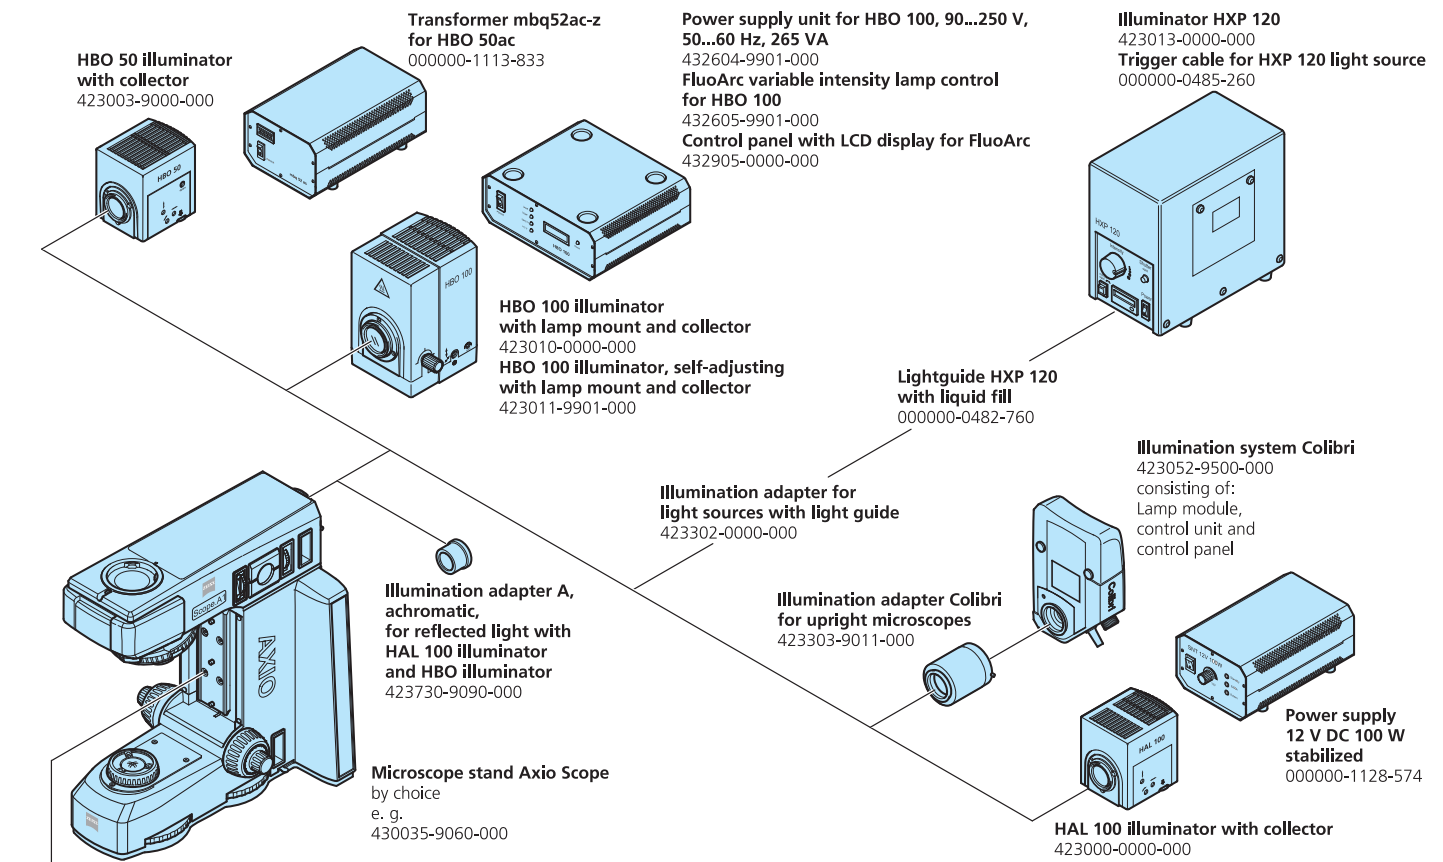 HBO 50 illuminator
with collector
423003-9000-000
Transformer mbq52ac-z
for HBO 50ac
000000-1113-833
Power supply unit for HBO 100, 90...250 V,
50...60 Hz, 265 VA
432604-9901-000
FluoArc variable intensity lamp control
for HBO 100
432605-9901-000
Control panel with LCD display for FluoArc
432905-0000-000
Illuminator HXP 120
423013-0000-000
Trigger cable for HXP 120 light source
000000-0485-260
HBO 50
HBO 100
HBO 100
HXP 120
HBO 100 illuminator
with lamp mount and collector
423010-0000-000
HBO 100 illuminator, self-adjusting
with lamp mount and collector
423011-9901-000
Lightguide HXP 120
with liquid fill
000000-0482-760
Illumination system Colibri
423052-9500-000
consisting of:
Lamp module,
control unit and
control panel
Illumination adapter for
light sources with light guide
423302-0000-000
Illumination adapter A,
achromatic,
for reflected light with
HAL 100 illuminator
and HBO illuminator
423730-9090-000
Illumination adapter Colibri
for upright microscopes
423303-9011-000
Colibri
Scope.A1
AXIO
12V 100W
HAL 100
Power supply
12 V DC 100 W
stabilized
000000-1128-574
Microscope stand Axio Scope
by choice
e. g.
430035-9060-000
HAL 100 illuminator with collector
423000-0000-000